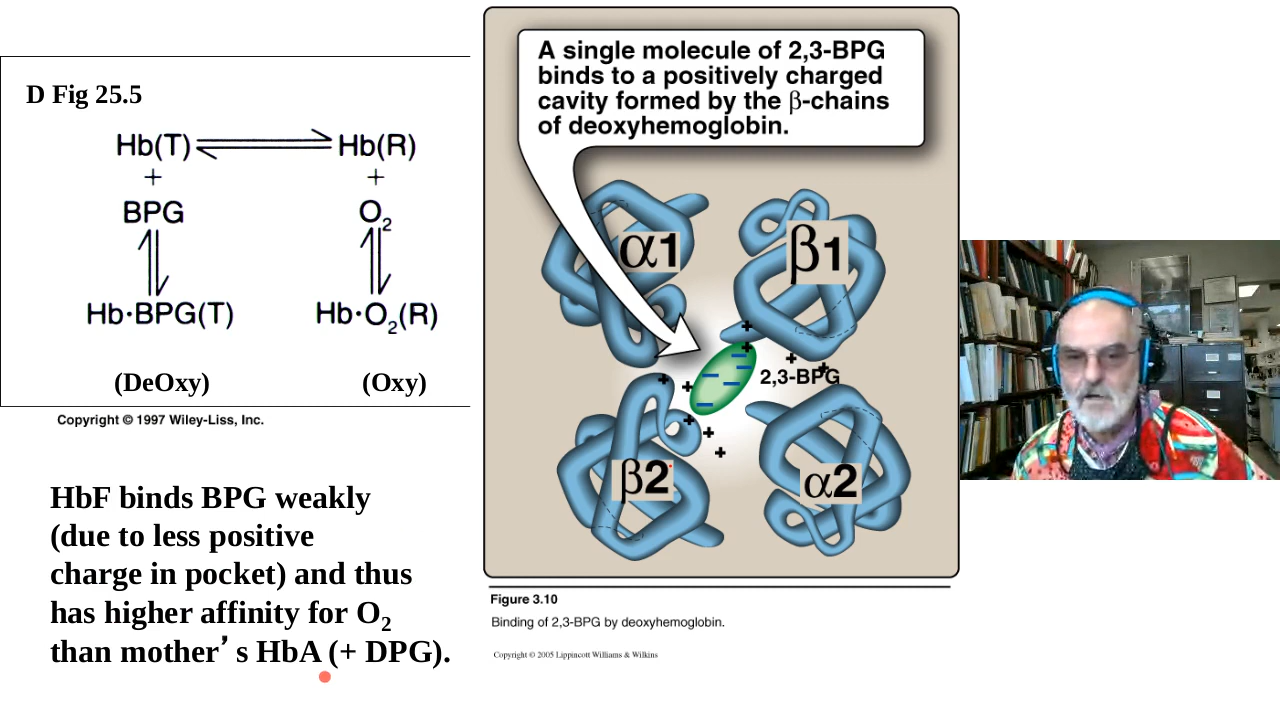 D Fig 25.5
Hb(T) ⇌ Hb(R)
+ +
BPG O2
Hb·BPG(T) Hb·O2(R)
(DeOxy) (Oxy)
Copyright © 1997 Wiley-Liss, Inc.
HbF binds BPG weakly
(due to less positive
charge in pocket) and thus
has higher affinity for O2
than mother’s HbA (+ DPG).
A single molecule of 2,3-BPG
binds to a positively charged
cavity formed by the β-chains
of deoxyhemoglobin.
α1
β1
2,3-BPG
β2
α2
Figure 3.10
Binding of 2,3-BPG by deoxyhemoglobin.
Copyright © 2005 Lippincott Williams & Wilkins